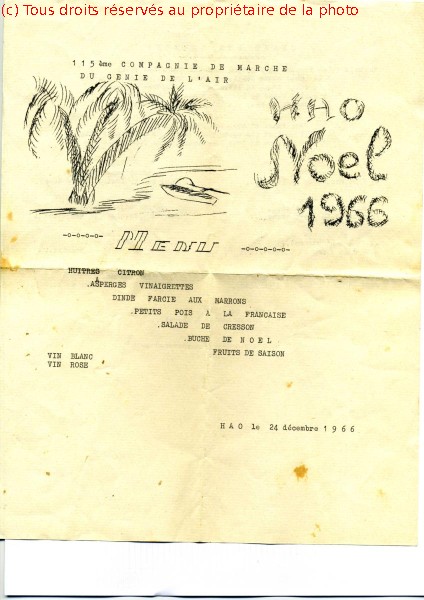 (c) Tous droits réservés au propriétaire de la photo
115ème COMPAGNIE DE MARCHE
DU GENIE DE L'AIR
HAO
Noel
1966
-o-o-o-o- Menu -o-o-o-o-
HUITRES CITRON
.ASPERGES VINAIGRETTES
DINDE FARCIE AUX MARRONS
.PETITS POIS À LA FRANCAISE
.SALADE DE CRESSON
.BUCHE DE NOEL
FRUITS DE SAISON
VIN BLANC
VIN ROSE
HAO le 24 décembre 1966